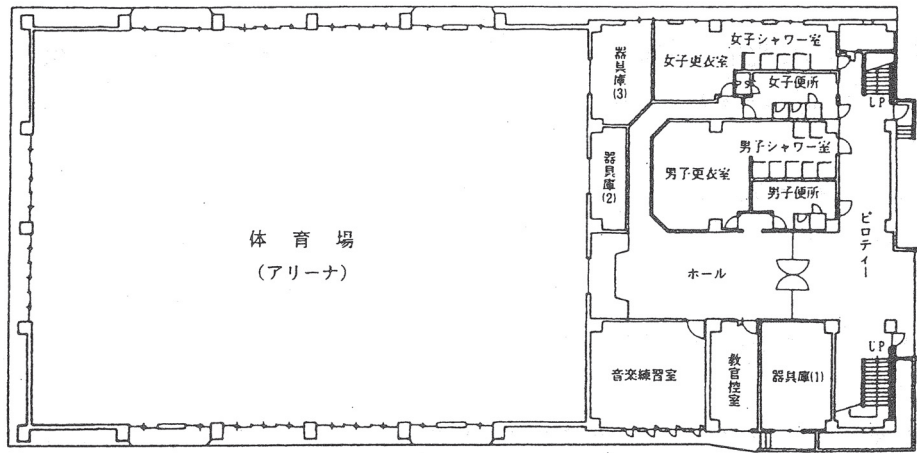 女子シャワー室
器具庫(3)
女子更衣室
女子便所
UP
男子シャワー室
器具庫(2)
男子更衣室
男子便所
ピロティー
体育場
(アリーナ)
ホール
UP
音楽練習室
教官控室
器具庫(1)